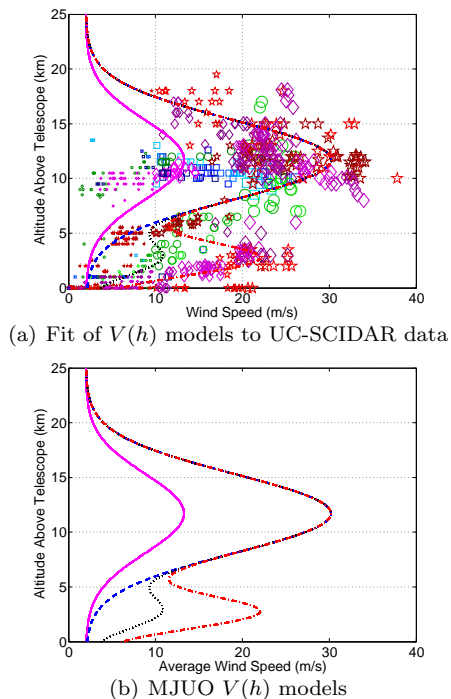 25
20
15
10
5
0
Altitude Above Telescope (km)
0 10 20 30 40
Wind Speed (m/s)
(a) Fit of V(h) models to UC-SCIDAR data
25
20
15
10
5
0
Altitude Above Telescope (km)
0 10 20 30 40
Average Wind Speed (m/s)
(b) MJUO V(h) models